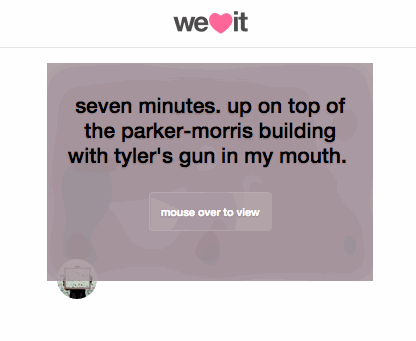 we it
seven minutes. up on top of
the parker-morris building
with tyler's gun in my mouth.
mouse over to view